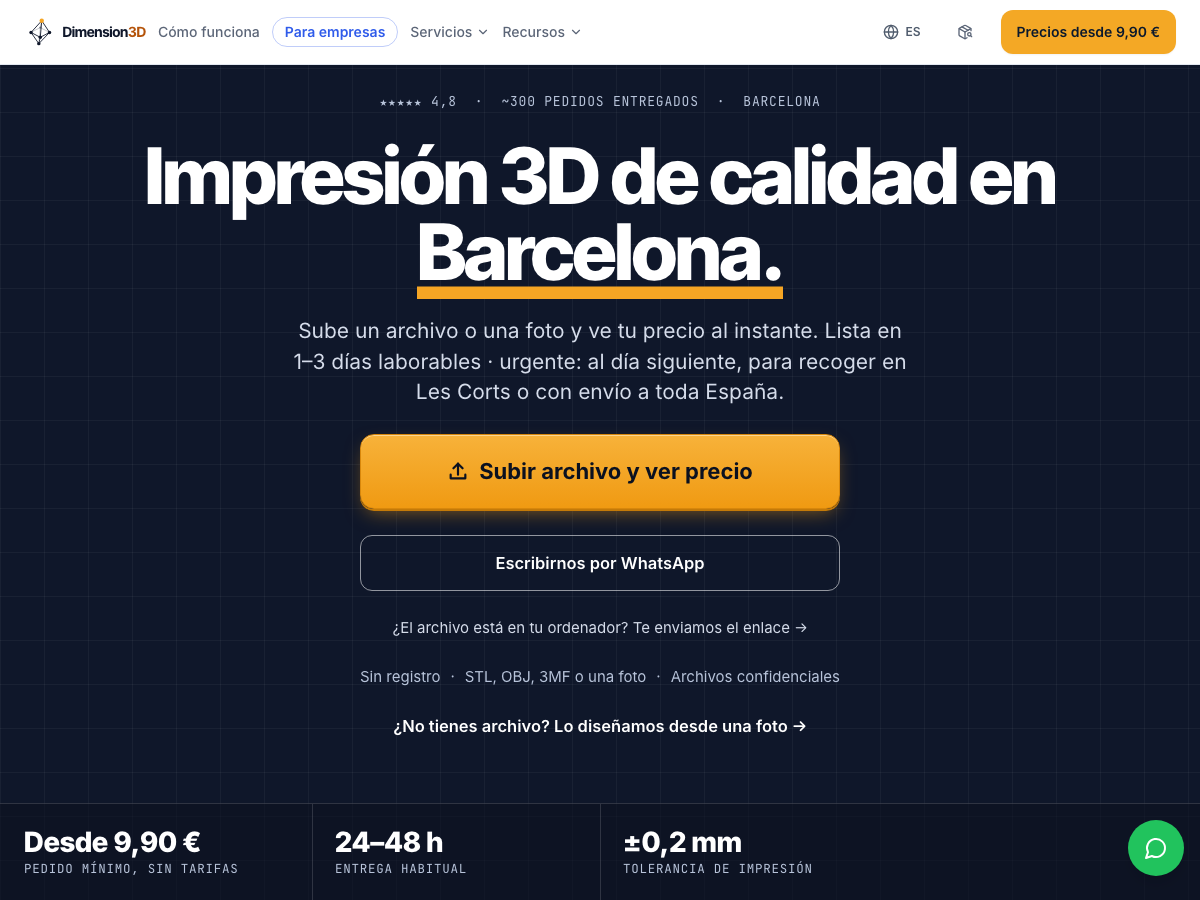 Dimension3D Cómo funciona Para empresas Servicios Recursos ES Precios desde 9,90 €
★★★★★ 4,8 · ~300 PEDIDOS ENTREGADOS · BARCELONA
Impresión 3D de calidad en
Barcelona.
Sube un archivo o una foto y ve tu precio al instante. Lista en
1–3 días laborables · urgente: al día siguiente, para recoger en
Les Corts o con envío a toda España.
Subir archivo y ver precio
Escribirnos por WhatsApp
¿El archivo está en tu ordenador? Te enviamos el enlace →
Sin registro · STL, OBJ, 3MF o una foto · Archivos confidenciales
¿No tienes archivo? Lo diseñamos desde una foto →
Desde 9,90 €
PEDIDO MÍNIMO, SIN TARIFAS
24–48 h
ENTREGA HABITUAL
±0,2 mm
TOLERANCIA DE IMPRESIÓN